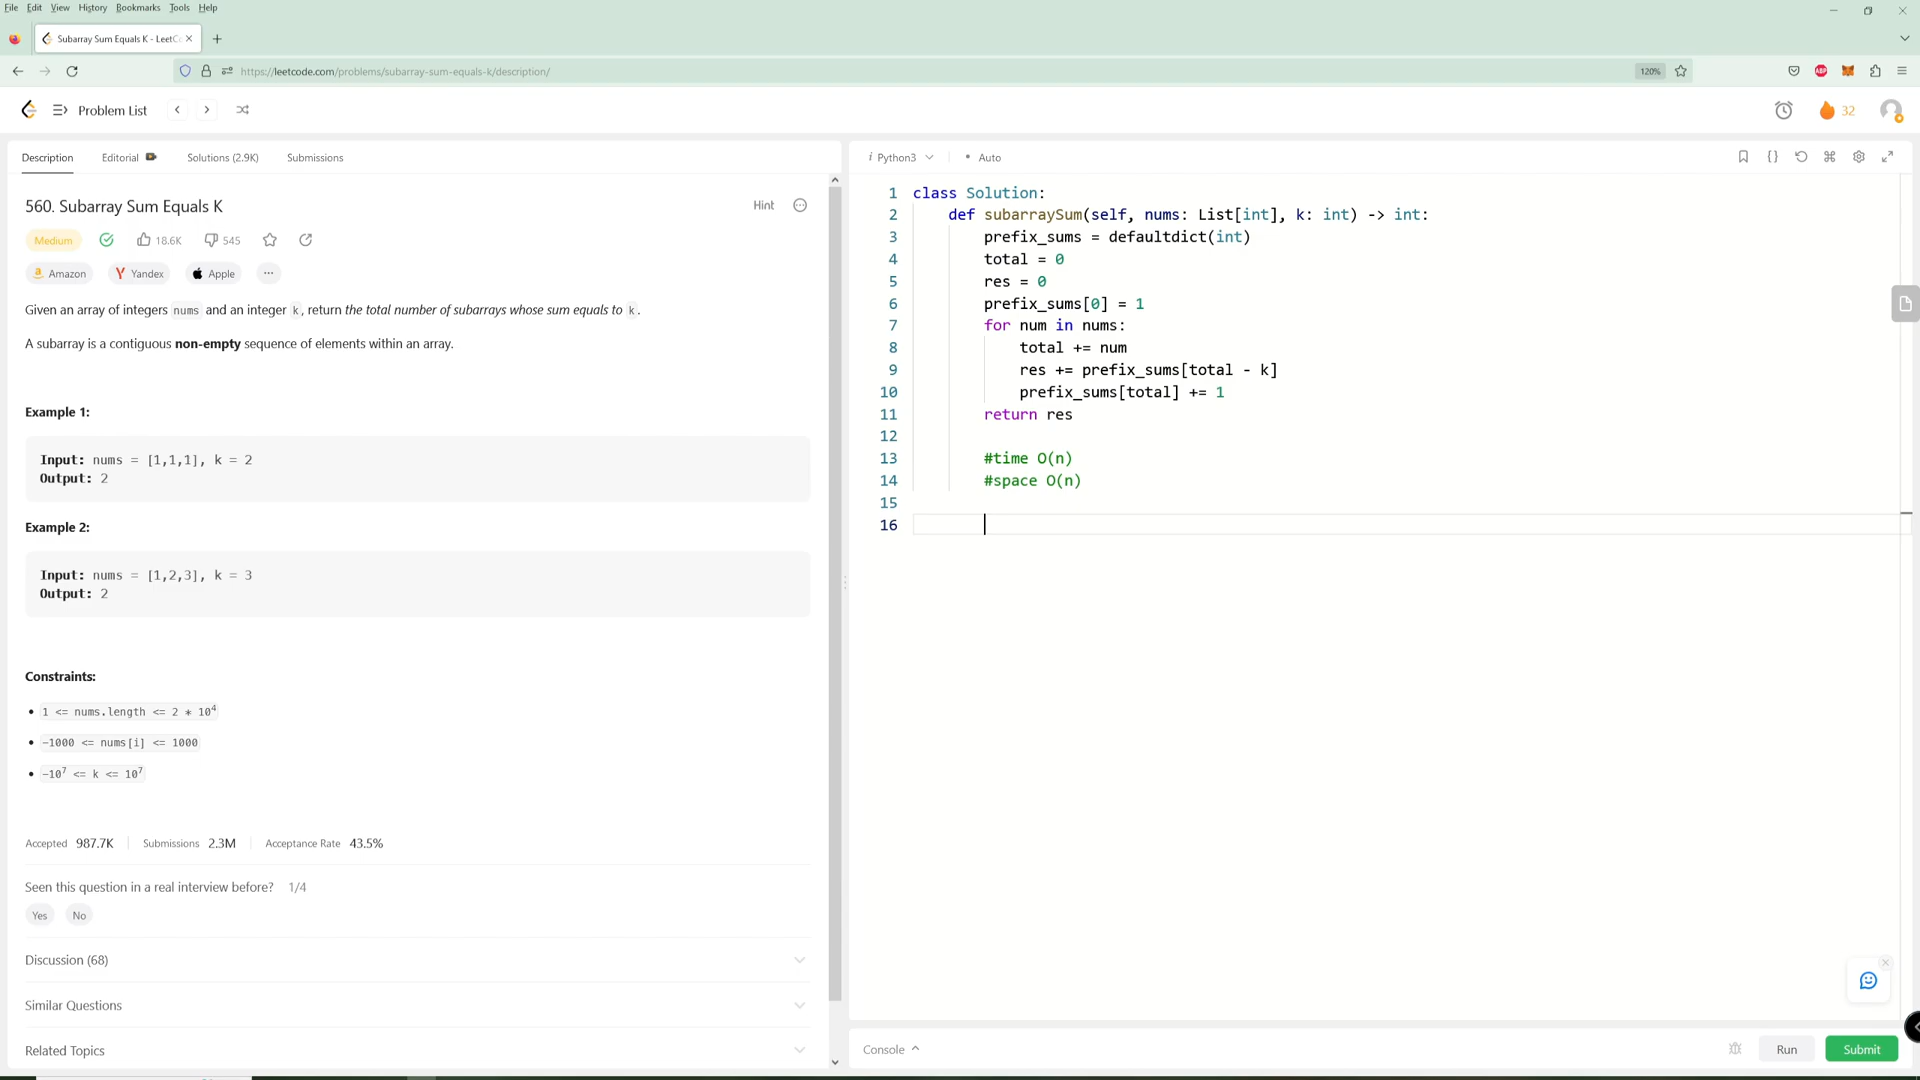 File Edit View History Bookmarks Tools Help
Subarray Sum Equals K - LeetC
https://leetcode.com/problems/subarray-sum-equals-k/description/
120%
ABP
Problem List
32
Description Editorial Solutions (2.9K) Submissions
560. Subarray Sum Equals K
Hint
Medium 18.6K 545
Amazon Yandex Apple ...
Given an array of integers nums and an integer k, return the total number of subarrays whose sum equals to k.
A subarray is a contiguous non-empty sequence of elements within an array.
Example 1:
Input: nums = [1,1,1], k = 2
Output: 2
Example 2:
Input: nums = [1,2,3], k = 3
Output: 2
Constraints:
• 1 <= nums.length <= 2 * 10⁴
• -1000 <= nums[i] <= 1000
• -10⁷ <= k <= 10⁷
Accepted 987.7K Submissions 2.3M Acceptance Rate 43.5%
Seen this question in a real interview before? 1/4
Yes No
Discussion (68)
Similar Questions
Related Topics
i Python3 • Auto
1 class Solution:
2 def subarraySum(self, nums: List[int], k: int) -> int:
3 prefix_sums = defaultdict(int)
4 total = 0
5 res = 0
6 prefix_sums[0] = 1
7 for num in nums:
8 total += num
9 res += prefix_sums[total - k]
10 prefix_sums[total] += 1
11 return res
12
13 #time O(n)
14 #space O(n)
15
16
Console
Run
Submit